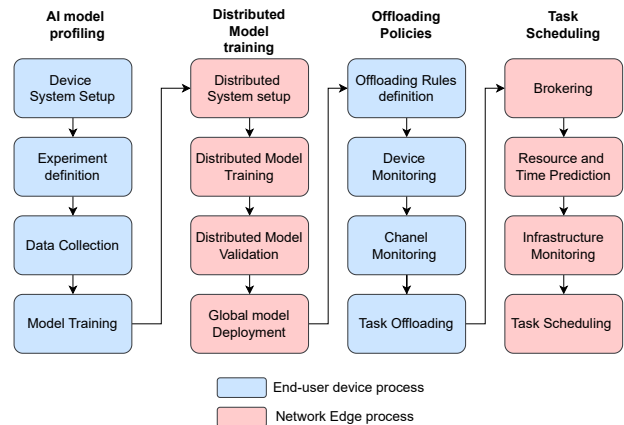 AI model
profiling
Device
System Setup
Experiment
definition
Data Collection
Model Training
Distributed
Model
training
Distributed
System setup
Distributed Model
Training
Distributed Model
Validation
Global model
Deployment
Offloading
Policies
Offloading Rules
definition
Device
Monitoring
Chanel
Monitoring
Task Offloading
Task
Scheduling
Brokering
Resource and
Time Prediction
Infrastructure
Monitoring
Task Scheduling
End-user device process
Network Edge process